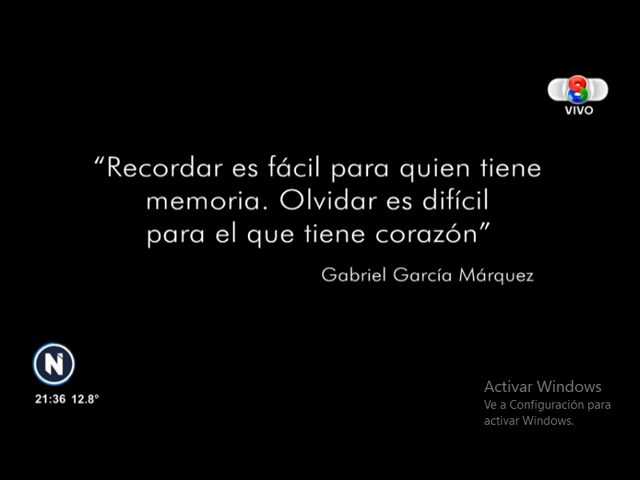 8
VIVO
“Recordar es fácil para quien tiene
memoria. Olvidar es difícil
para el que tiene corazón”
Gabriel García Márquez
N
21:36 12.8°
Activar Windows
Ve a Configuración para
activar Windows.